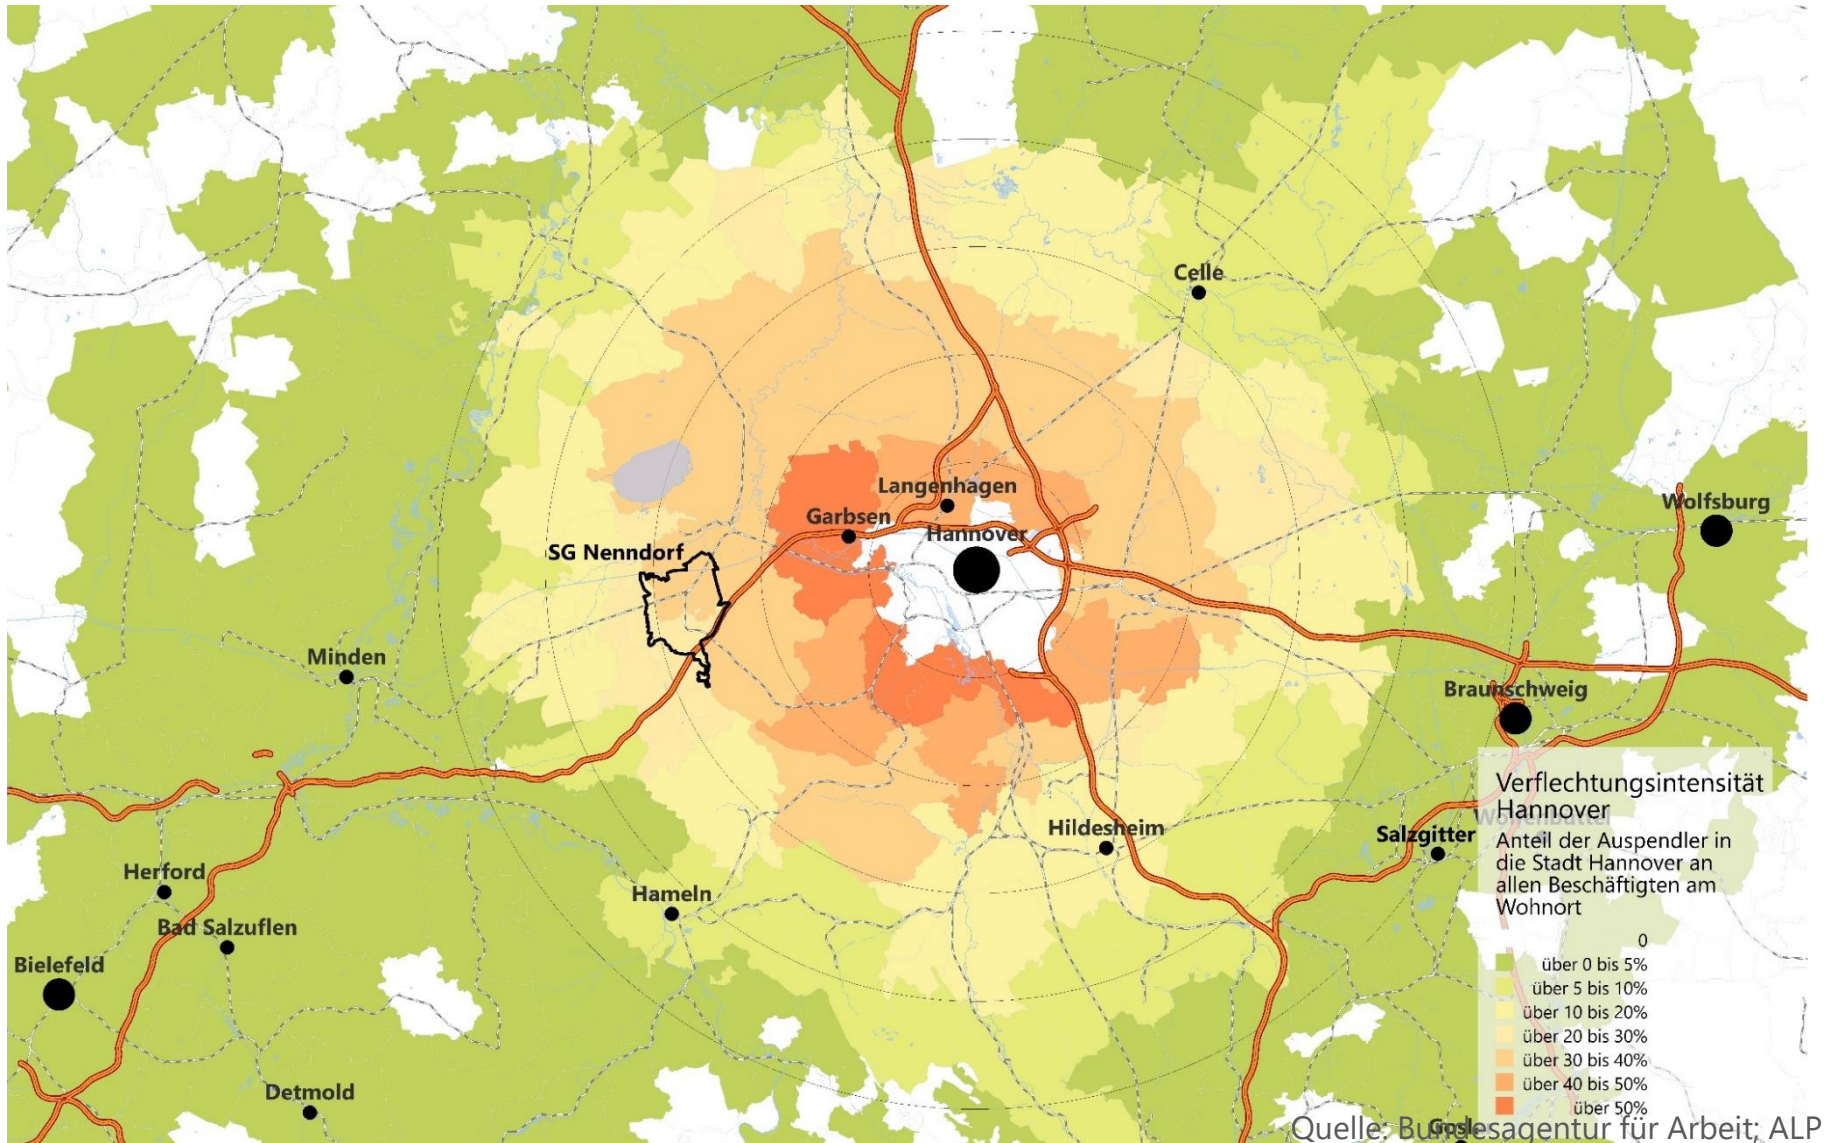 Celle
Langenhagen
Wolfsburg
Garbsen
Hannover
SG Nenndorf
Minden
Braunschweig
Hildesheim
Salzgitter
Herford
Hameln
Bad Salzuflen
Bielefeld
Detmold
Verflechtungsintensität
Hannover
Wolfenbüttel
Anteil der Auspendler in
die Stadt Hannover an
allen Beschäftigten am
Wohnort
0
über 0 bis 5%
über 5 bis 10%
über 10 bis 20%
über 20 bis 30%
über 30 bis 40%
über 40 bis 50%
über 50%
Quelle: Bundesagentur für Arbeit; ALP